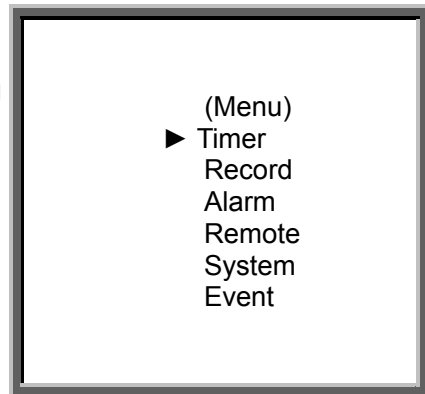 (Menu)
► Timer
Record
Alarm
Remote
System
Event